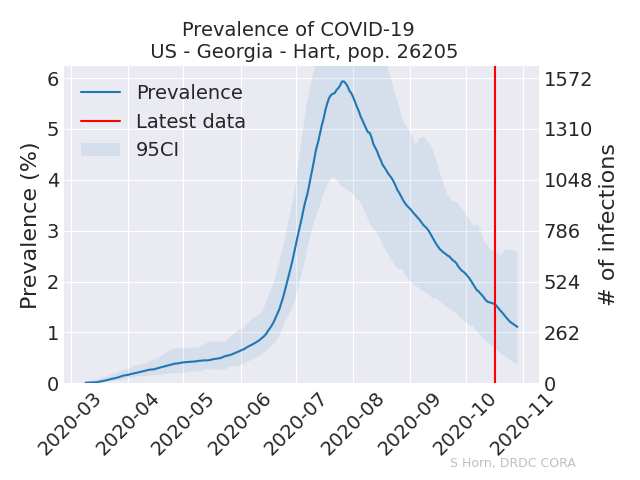 Prevalence of COVID-19
US - Georgia - Hart, pop. 26205
Prevalence
Latest data
95CI
Prevalence (%)
6
5
4
3
2
1
0
1572
1310
1048
786
524
262
0
# of infections
2020-03
2020-04
2020-05
2020-06
2020-07
2020-08
2020-09
2020-10
2020-11
S Horn, DRDC CORA